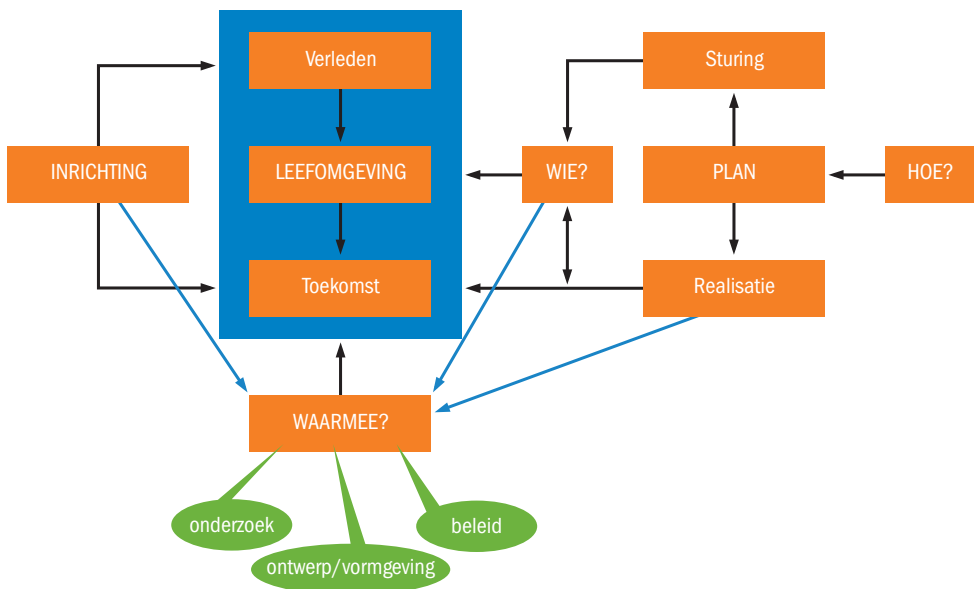 Verleden
Sturing
INRICHTING
LEEFOMGEVING
WIE?
PLAN
HOE?
Toekomst
Realisatie
WAARMEE?
onderzoek
beleid
ontwerp/vormgeving